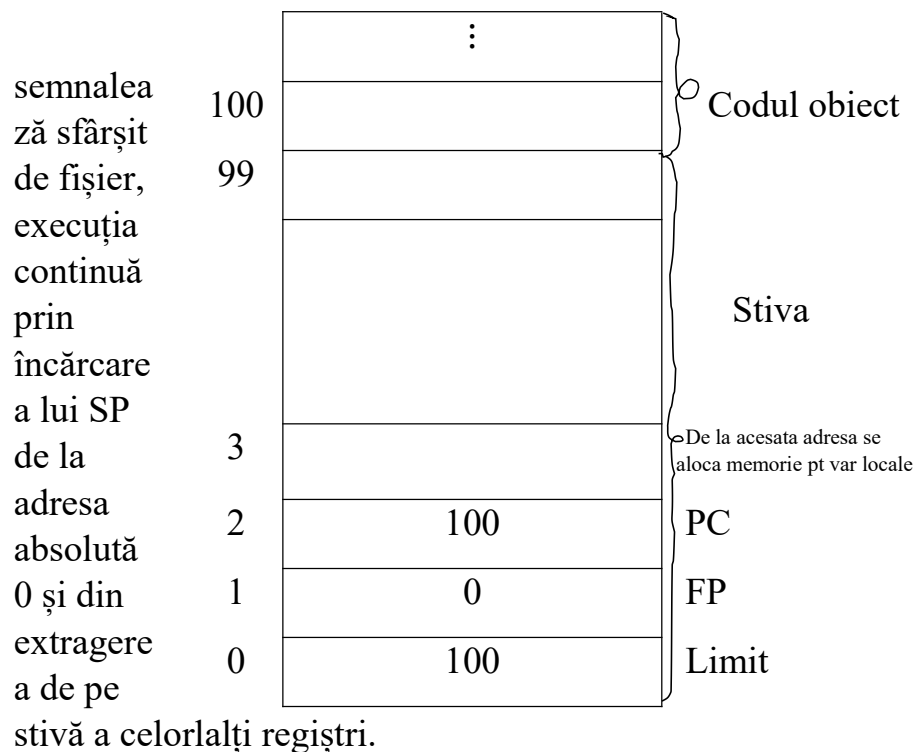 ⋮
semnalea
ză sfârșit
de fișier,
execuția
continuă
prin
încărcare
a lui SP
de la
adresa
absolută
0 și din
extragere
a de pe
stivă a celorlalți regiștri.
100
Codul obiect
99
Stiva
3
De la acesata adresa se
aloca memorie pt var locale
2 100 PC
1 0 FP
0 100 Limit